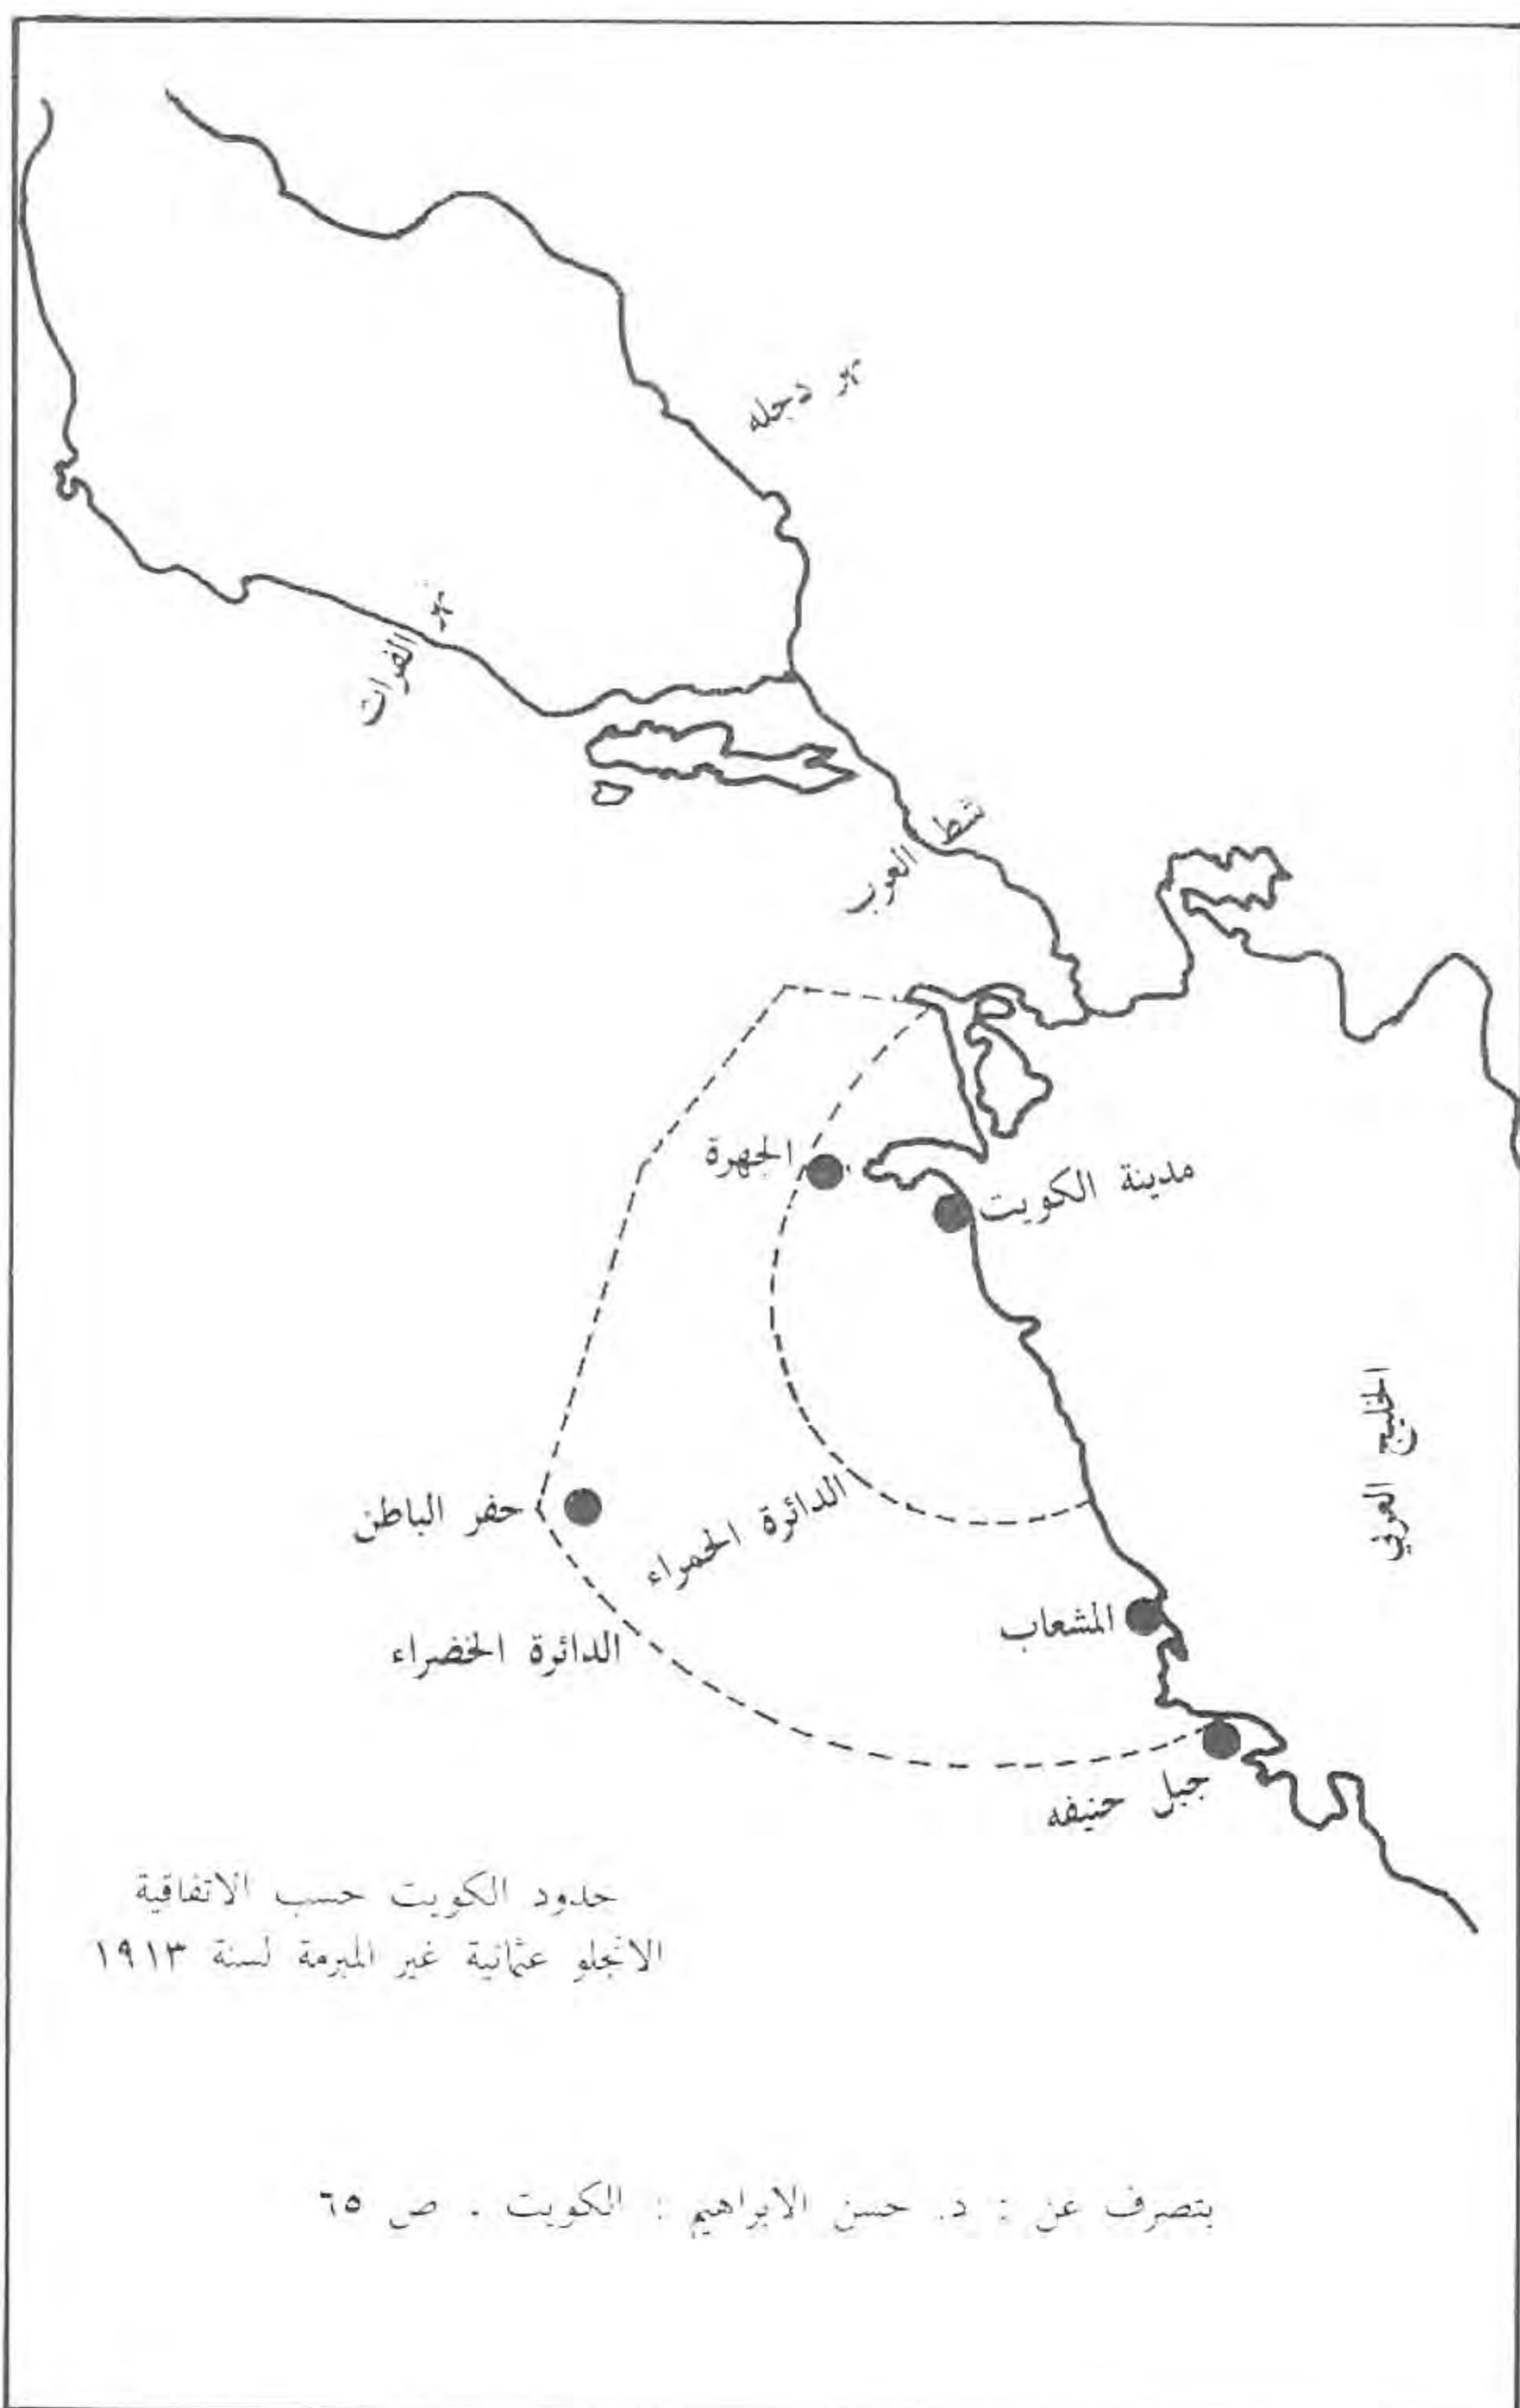 نهر دجله
نهر الفرات
شط العرب
الجهرة
مدينة الكويت
الخليج العربي
حفر الباطن
الدائرة الحمراء
المشعاب
الدائرة الخضراء
جبل حنيفه
حدود الكويت حسب الاتفاقية
الانجلو عثمانية غير المبرمة لسنة ١٩١٣
بتصرف عن : د. حسن الابراهيم : الكويت . ص ٦٥